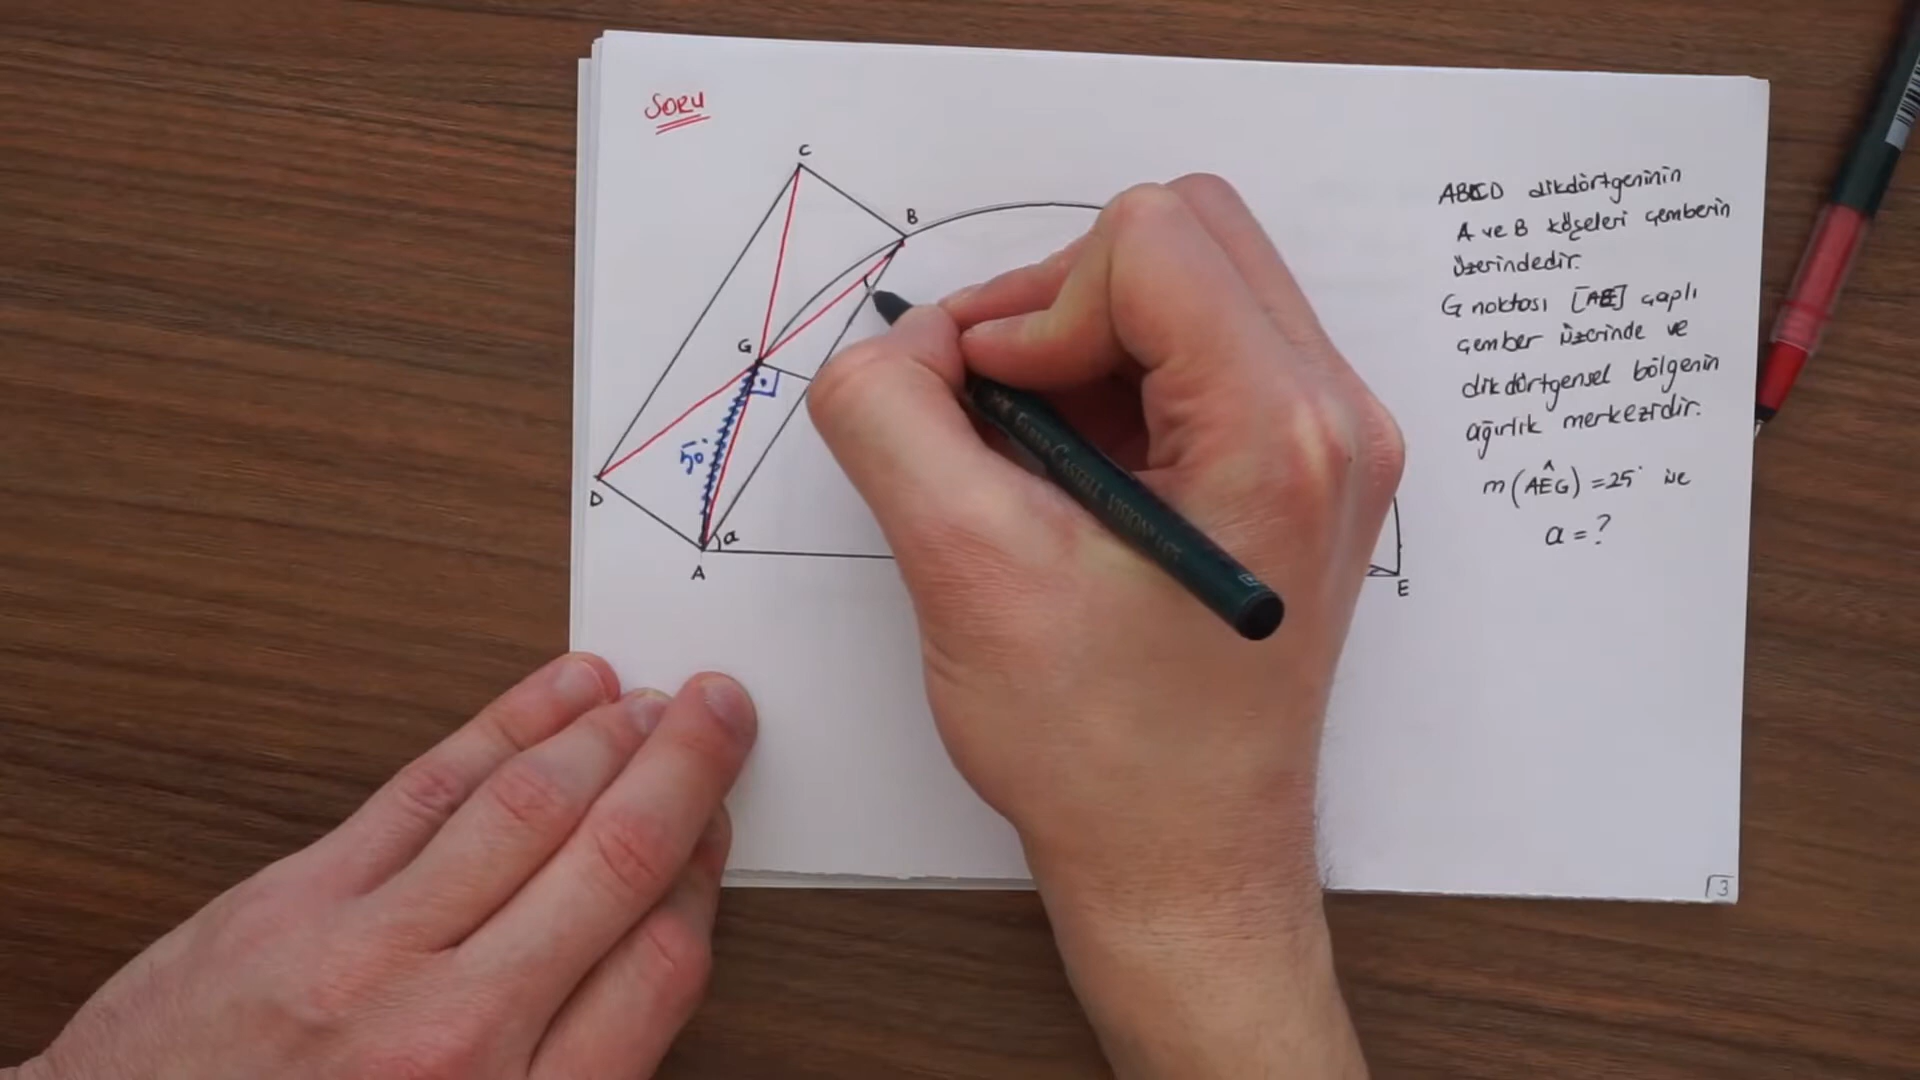 SORU
C
B
G
50°
D
a
A
E
ABCD dikdörtgeninin
A ve B köşeleri çemberin
üzerindedir.
G noktası [AE] çaplı
çember üzerinde ve
dikdörtgensel bölgenin
ağırlık merkezidir.
m(AÊG)=25° ise
a=?
3